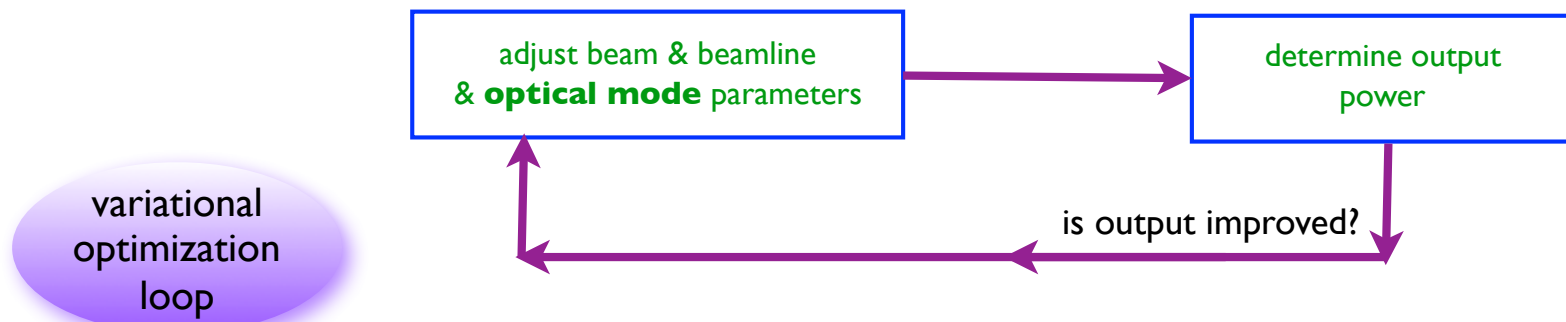 adjust beam & beamline
& optical mode parameters
determine output
power
is output improved?
variational
optimization
loop